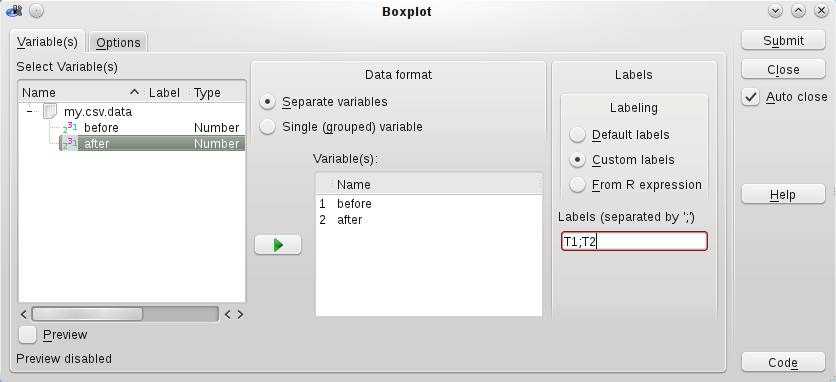 Boxplot
Variable(s)
Options
Select Variable(s)
Name Label Type
my.csv.data
before Number
after Number
Preview
Preview disabled
Data format
Separate variables
Single (grouped) variable
Variable(s):
Name
1 before
2 after
Labels
Labeling
Default labels
Custom labels
From R expression
Labels (separated by ';')
T1;T2
Submit
Close
Auto close
Help
Code